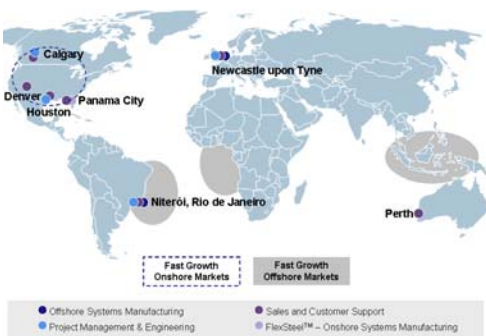 Calgary
Newcastle upon Tyne
Denver
Panama City
Houston
Niterói, Rio de Janeiro
Perth
Fast Growth
Onshore Markets
Fast Growth
Offshore Markets
Offshore Systems Manufacturing
Sales and Customer Support
Project Management & Engineering
FlexSteel™ – Onshore Systems Manufacturing